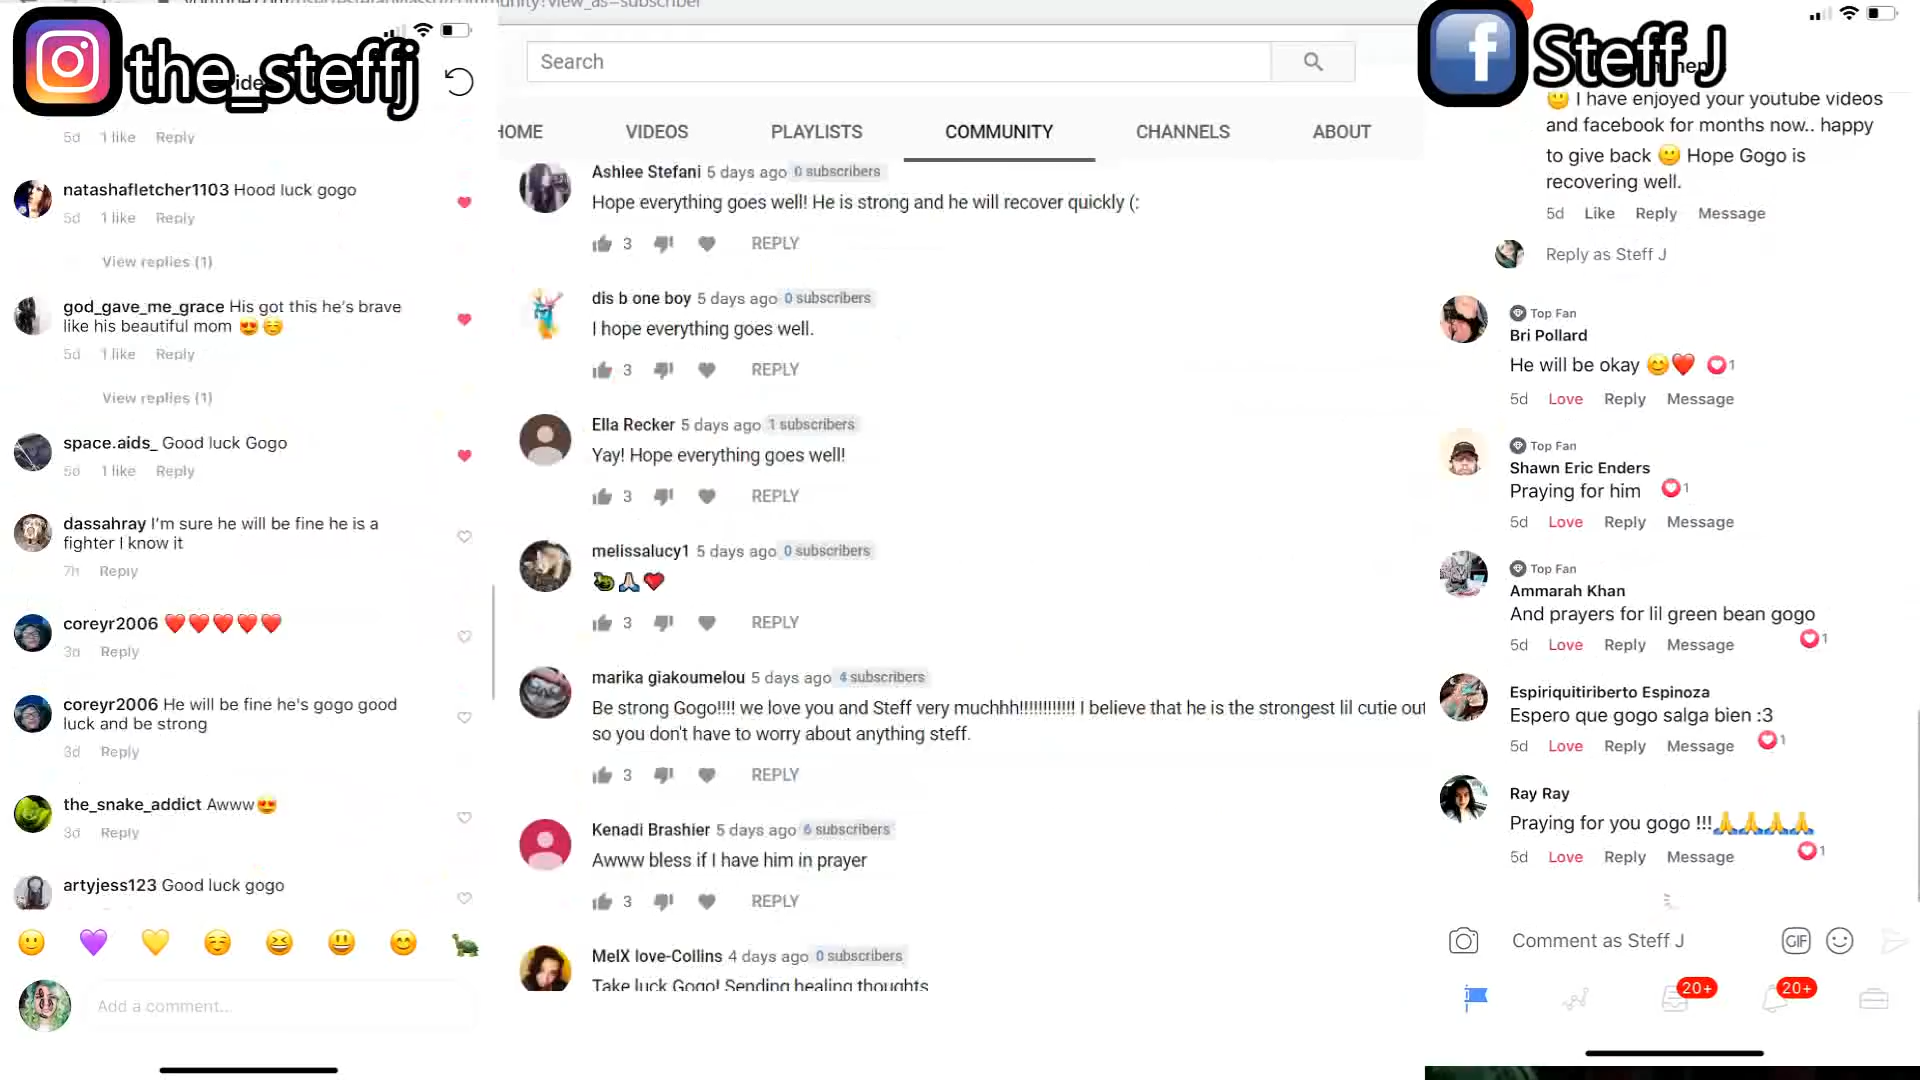 the_steffj
5d 1 like Reply
natashafletcher1103 Hood luck gogo
5d 1 like Reply
View replies (1)
god_gave_me_grace His got this he's brave
like his beautiful mom 😍☺️
5d 1 like Reply
View replies (1)
space.aids_ Good luck Gogo
5d 1 like Reply
dassahray I'm sure he will be fine he is a
fighter I know it
7h Reply
coreyr2006 ❤️❤️❤️❤️❤️
3d Reply
coreyr2006 He will be fine he's gogo good
luck and be strong
3d Reply
the_snake_addict Awww😍
3d Reply
artyjess123 Good luck gogo
Add a comment...
Search
HOME VIDEOS PLAYLISTS COMMUNITY CHANNELS ABOUT
Ashlee Stefani 5 days ago 0 subscribers
Hope everything goes well! He is strong and he will recover quickly (:
3 REPLY
dis b one boy 5 days ago 0 subscribers
I hope everything goes well.
3 REPLY
Ella Recker 5 days ago 1 subscribers
Yay! Hope everything goes well!
3 REPLY
melissalucy1 5 days ago 0 subscribers
🐍🙏🏻❤️
3 REPLY
marika giakoumelou 5 days ago 4 subscribers
Be strong Gogo!!!! we love you and Steff very muchhh!!!!!!!!!!!! I believe that he is the strongest lil cutie out
so you don't have to worry about anything steff.
3 REPLY
Kenadi Brashier 5 days ago 6 subscribers
Awww bless if I have him in prayer
3 REPLY
MelX love-Collins 4 days ago 0 subscribers
Take luck Gogo! Sending healing thoughts
Steff J
🙂 I have enjoyed your youtube videos
and facebook for months now.. happy
to give back 🙂 Hope Gogo is
recovering well.
5d Like Reply Message
Reply as Steff J
Top Fan
Bri Pollard
He will be okay 😊❤️ 1
5d Love Reply Message
Top Fan
Shawn Eric Enders
Praying for him 1
5d Love Reply Message
Top Fan
Ammarah Khan
And prayers for lil green bean gogo
5d Love Reply Message 1
Espiriquitiriberto Espinoza
Espero que gogo salga bien :3
5d Love Reply Message 1
Ray Ray
Praying for you gogo !!!🙏🙏🙏🙏
5d Love Reply Message 1
Comment as Steff J GIF
20+ 20+